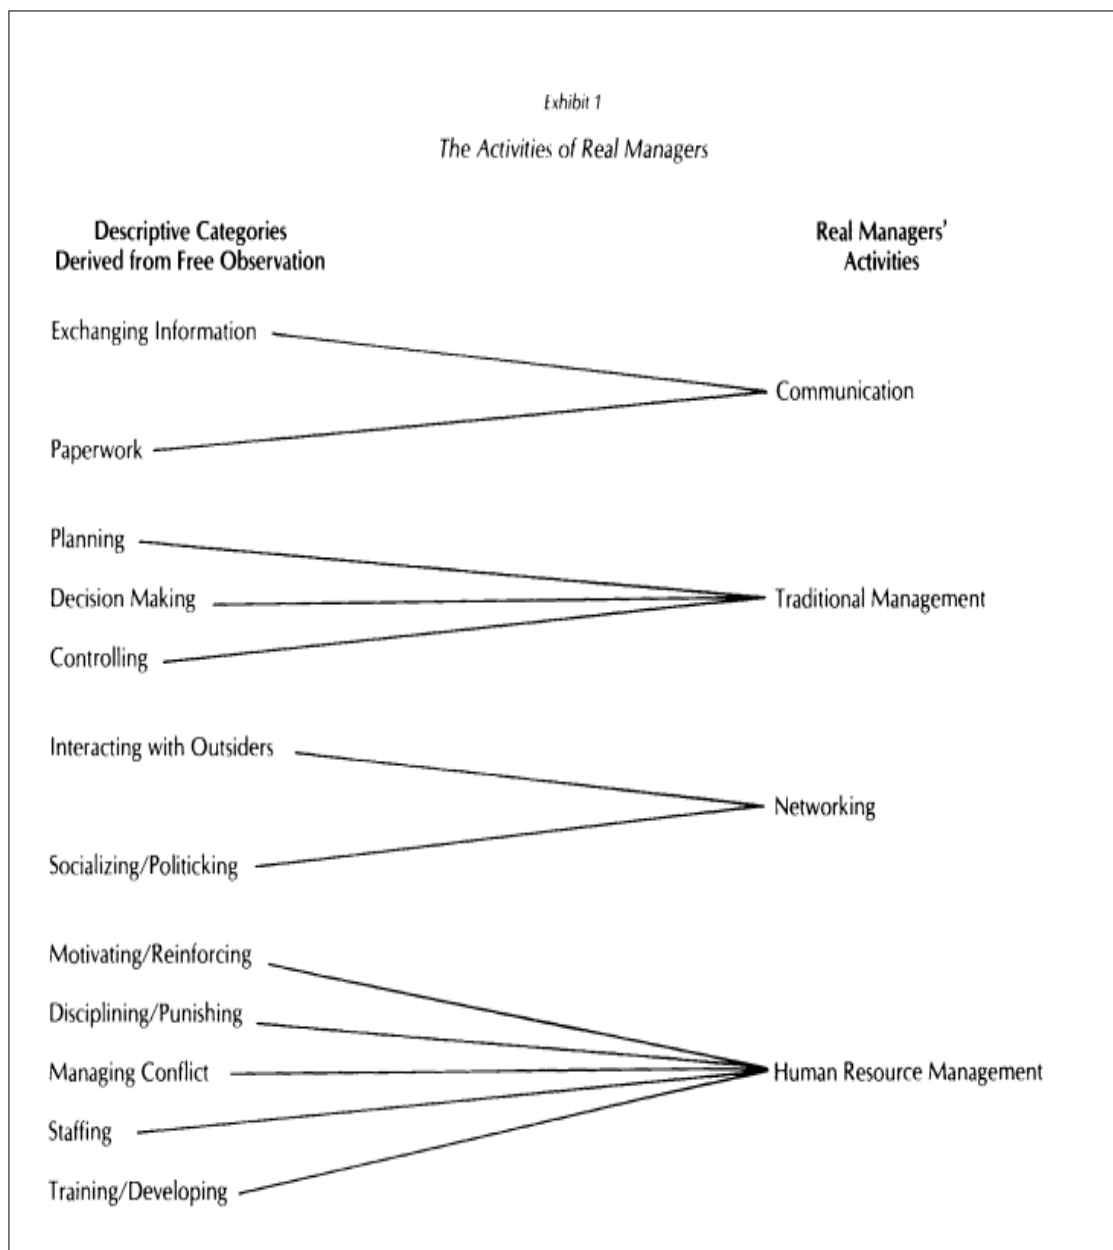 Exhibit 1
The Activities of Real Managers
Descriptive Categories
Derived from Free Observation
Real Managers'
Activities
Exchanging Information
Communication
Paperwork
Planning
Decision Making
Traditional Management
Controlling
Interacting with Outsiders
Networking
Socializing/Politicking
Motivating/Reinforcing
Disciplining/Punishing
Managing Conflict
Human Resource Management
Staffing
Training/Developing